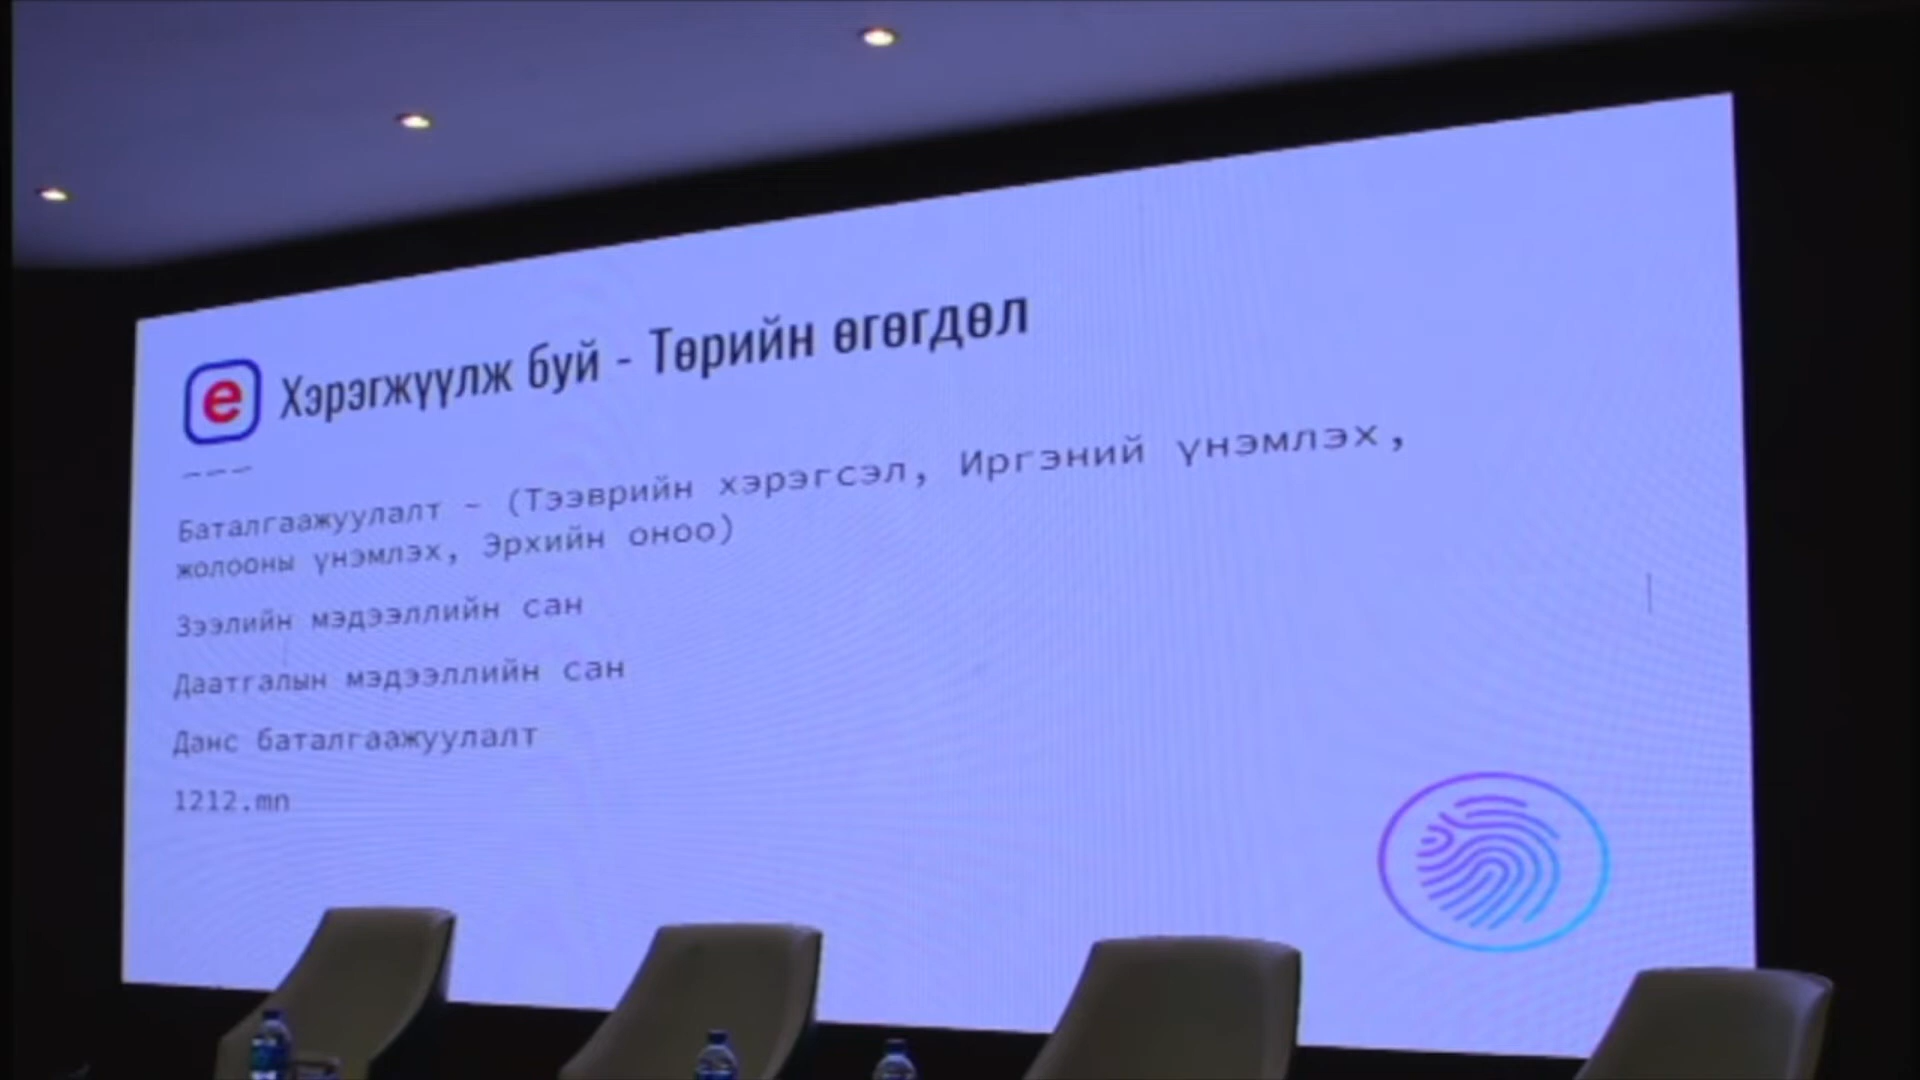 e Хэрэгжүүлж буй - Төрийн өгөгдөл
Баталгаажуулалт - (Тээврийн хэрэгсэл, Иргэний үнэмлэх,
жолооны үнэмлэх, Эрхийн оноо)
Зээлийн мэдээллийн сан
Даатгалын мэдээллийн сан
Данс баталгаажуулалт
1212.mn